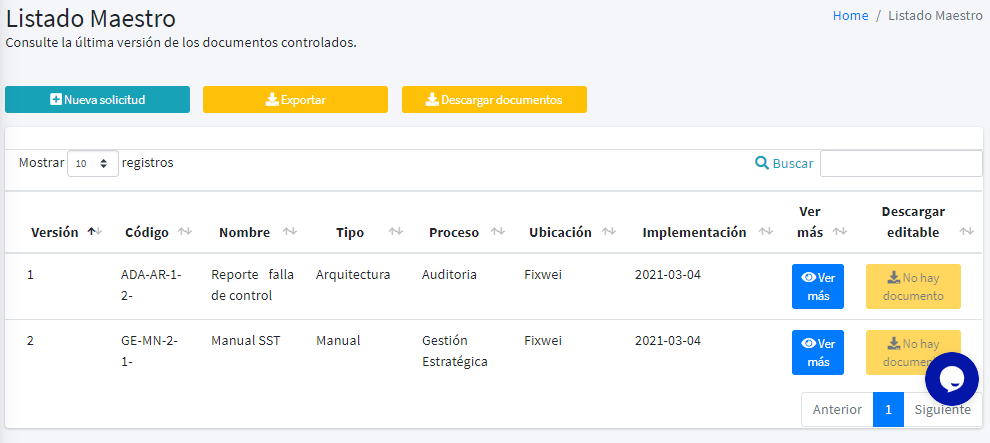 Listado Maestro
Home / Listado Maestro
Consulte la última versión de los documentos controlados.
Nueva solicitud
Exportar
Descargar documentos
Mostrar 10 registros
Buscar
Versión Código Nombre Tipo Proceso Ubicación Implementación Ver más Descargar editable
1 ADA-AR-1-2- Reporte falla de control Arquitectura Auditoria Fixwei 2021-03-04 Ver más No hay documento
2 GE-MN-2-1- Manual SST Manual Gestión Estratégica Fixwei 2021-03-04 Ver más No hay documento
Anterior 1 Siguiente